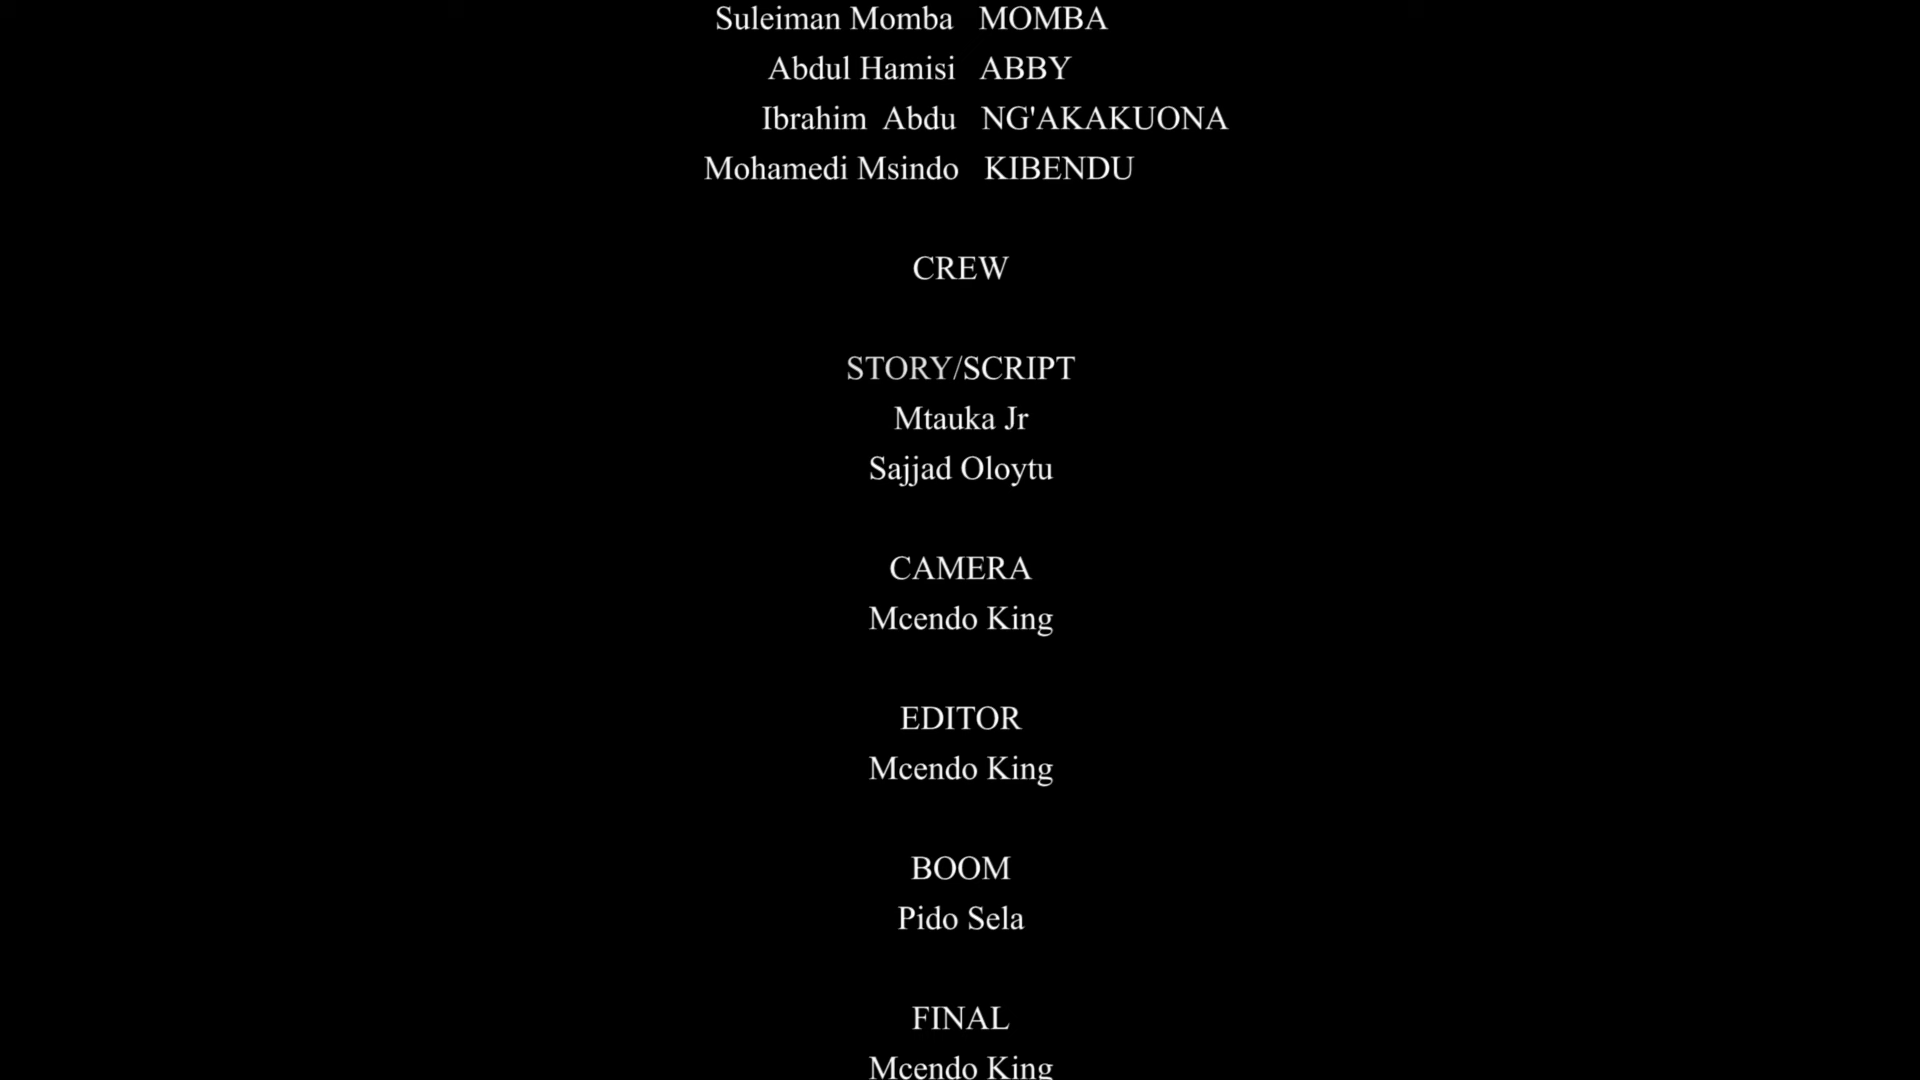 Suleiman Momba MOMBA
Abdul Hamisi ABBY
Ibrahim Abdu NG'AKAKUONA
Mohamedi Msindo KIBENDU
CREW
STORY/SCRIPT
Mtauka Jr
Sajjad Oloytu
CAMERA
Mcendo King
EDITOR
Mcendo King
BOOM
Pido Sela
FINAL
Mcendo King